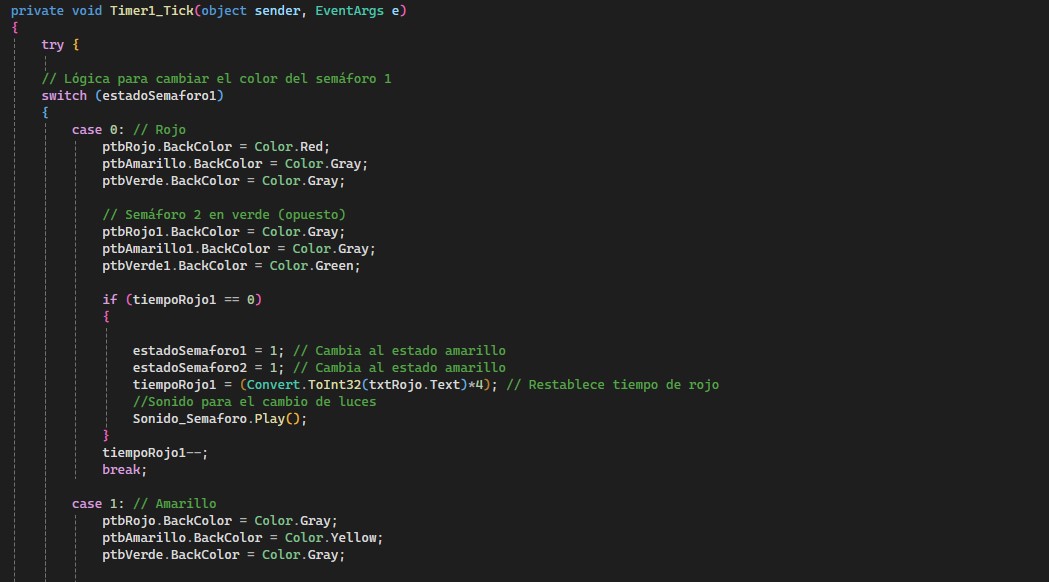 private void Timer1_Tick(object sender, EventArgs e)
{
try {
// Lógica para cambiar el color del semáforo 1
switch (estadoSemaforo1)
{
case 0: // Rojo
ptbRojo.BackColor = Color.Red;
ptbAmarillo.BackColor = Color.Gray;
ptbVerde.BackColor = Color.Gray;
// Semáforo 2 en verde (opuesto)
ptbRojo1.BackColor = Color.Gray;
ptbAmarillo1.BackColor = Color.Gray;
ptbVerde1.BackColor = Color.Green;
if (tiempoRojo1 == 0)
{
estadoSemaforo1 = 1; // Cambia al estado amarillo
estadoSemaforo2 = 1; // Cambia al estado amarillo
tiempoRojo1 = (Convert.ToInt32(txtRojo.Text)*4); // Restablece tiempo de rojo
//Sonido para el cambio de luces
Sonido_Semaforo.Play();
}
tiempoRojo1--;
break;
case 1: // Amarillo
ptbRojo.BackColor = Color.Gray;
ptbAmarillo.BackColor = Color.Yellow;
ptbVerde.BackColor = Color.Gray;